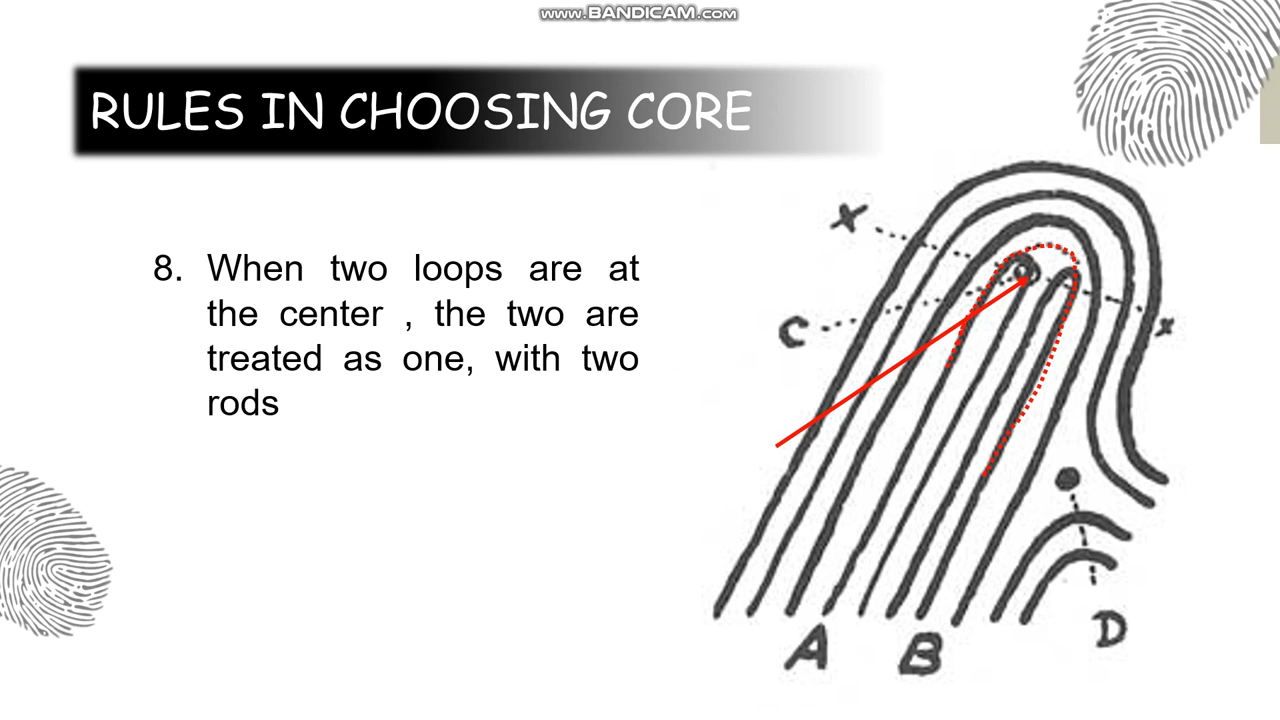 www.BANDICAM.com
RULES IN CHOOSING CORE
8. When two loops are at
the center , the two are
treated as one, with two
rods
X
C
x
A
B
D